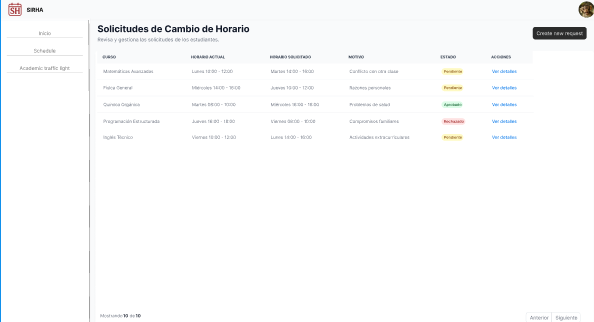 SH SIRHA
Inicio
Schedule
Academic traffic light
Solicitudes de Cambio de Horario
Revisa y gestiona las solicitudes de los estudiantes.
Create new request
CURSO HORARIO ACTUAL HORARIO SOLICITADO MOTIVO ESTADO ACCIONES
Matemáticas Avanzadas Lunes 10:00 - 12:00 Martes 14:00 - 16:00 Conflicto con otra clase Pendiente Ver detalles
Física General Miércoles 14:00 - 16:00 Jueves 10:00 - 12:00 Razones personales Pendiente Ver detalles
Química Orgánica Martes 08:00 - 10:00 Miércoles 16:00 - 18:00 Problemas de salud Aprobado Ver detalles
Programación Estructurada Jueves 16:00 - 18:00 Viernes 08:00 - 10:00 Compromisos familiares Rechazado Ver detalles
Inglés Técnico Viernes 10:00 - 12:00 Lunes 14:00 - 16:00 Actividades extracurriculares Pendiente Ver detalles
Mostrando 10 de 10
Anterior Siguiente